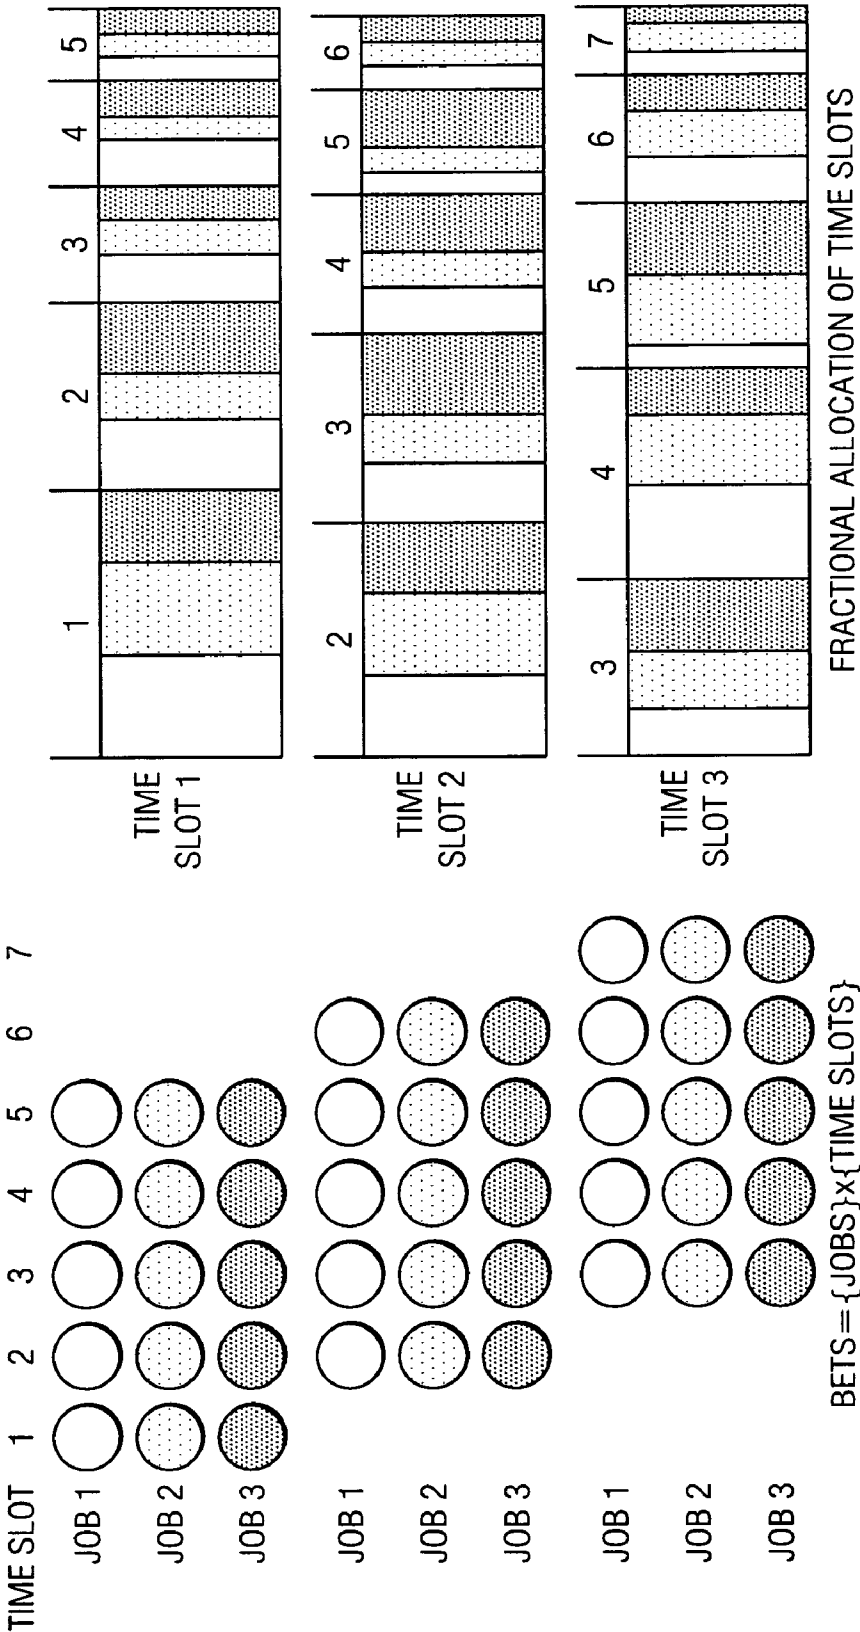 TIME SLOT 1 2 3 4 5 6 7
JOB 1
JOB 2
JOB 3
JOB 1
JOB 2
JOB 3
JOB 1
JOB 2
JOB 3
BETS={JOBS}x{TIME SLOTS}
1 2 3 4 5
TIME
SLOT 1
2 3 4 5 6
TIME
SLOT 2
3 4 5 6 7
TIME
SLOT 3
FRACTIONAL ALLOCATION OF TIME SLOTS